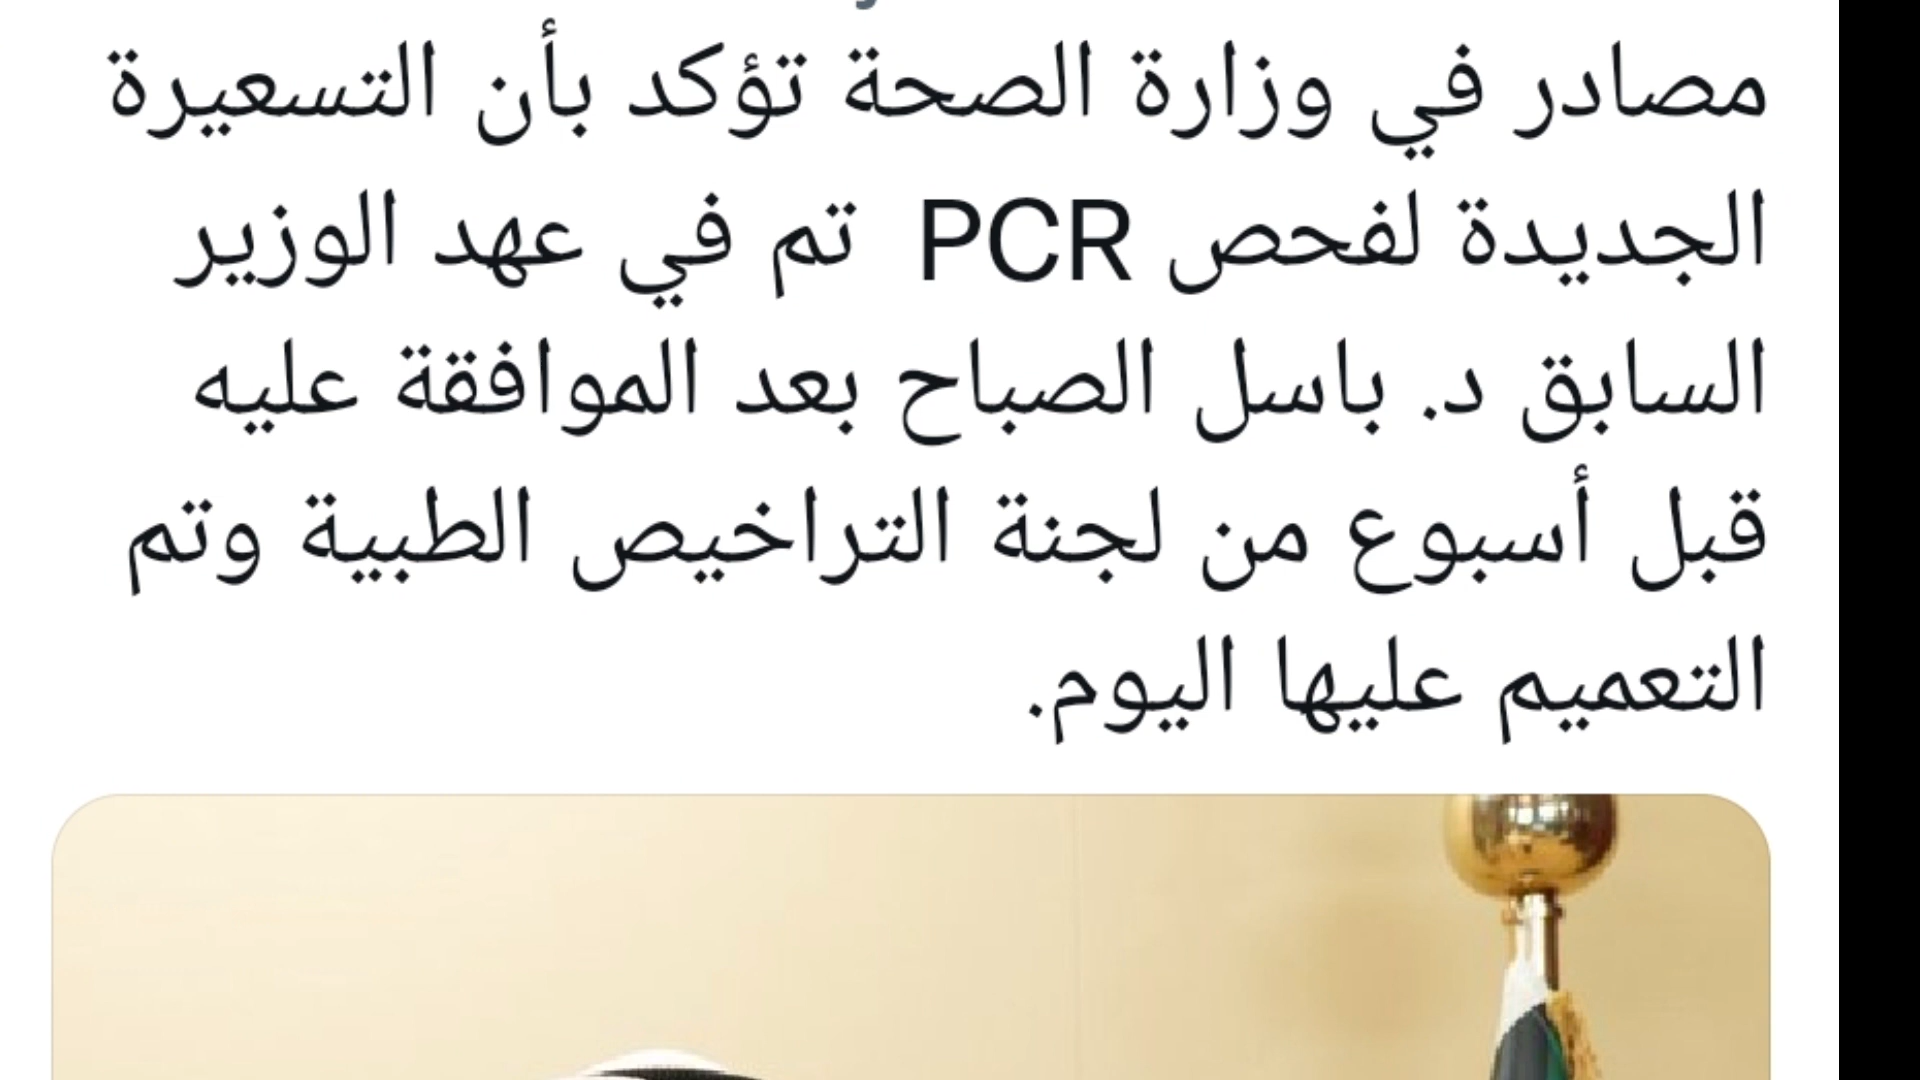 مصادر في وزارة الصحة تؤكد بأن التسعيرة
الجديدة لفحص PCR تم في عهد الوزير
السابق د. باسل الصباح بعد الموافقة عليه
قبل أسبوع من لجنة التراخيص الطبية وتم
التعميم عليها اليوم.